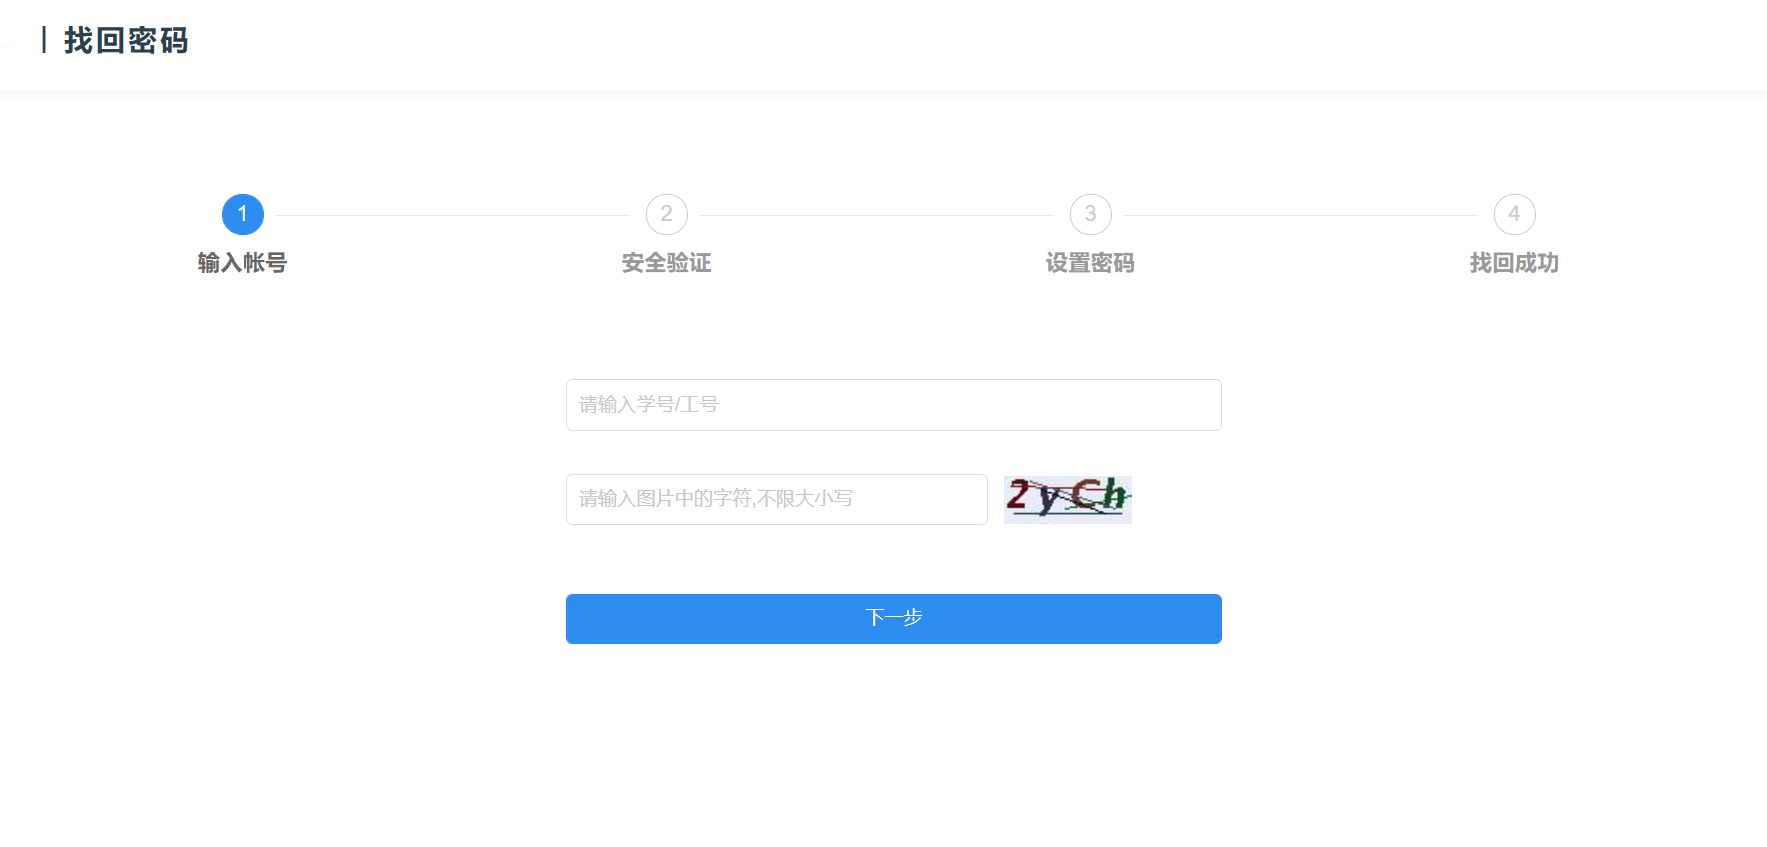 | 找回密码
1
2
3
4
输入帐号
安全验证
设置密码
找回成功
请输入学号/工号
请输入图片中的字符,不限大小写
2yCh
下一步